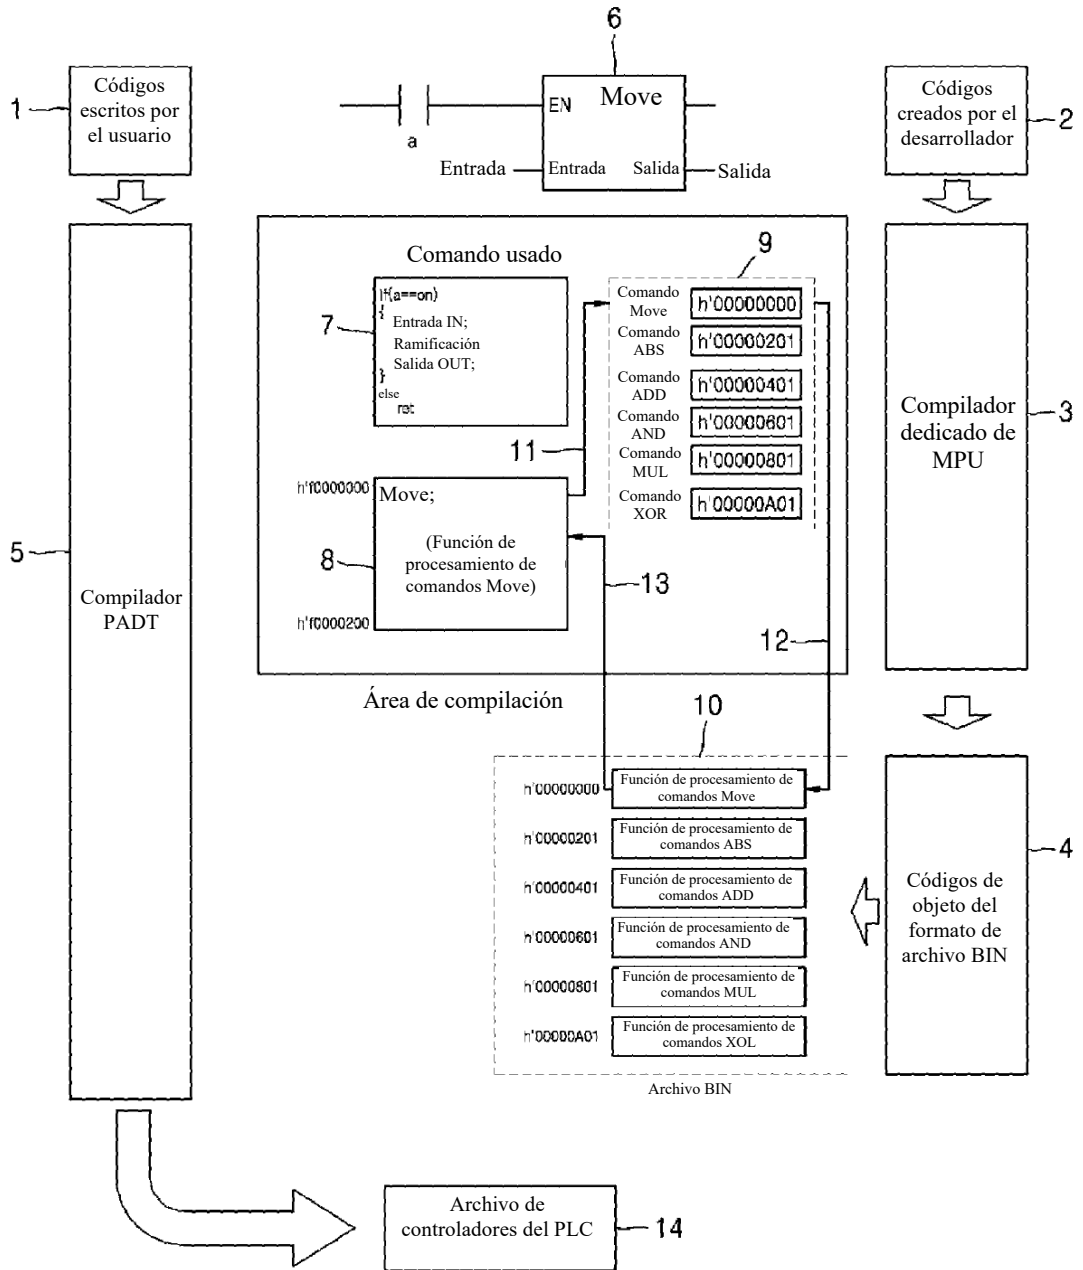 6
1
Códigos
escritos por
el usuario
EN
Move
a
Entrada
Entrada
Salida
Salida
Códigos
creados por el
desarrollador
2
Comando usado
7
If(a==on)
{
Entrada IN;
Ramificación
Salida OUT;
}
else
ret
9
Comando
Move
h'00000000
Comando
ABS
h'00000201
Comando
ADD
h'00000401
Comando
AND
h'00000601
Comando
MUL
h'00000801
Comando
XOR
h'00000A01
11
h'f0000000
Move;
8
(Función de
procesamiento de
comandos Move)
h'f0000200
13
12
Área de compilación
5
Compilador
PADT
Compilador
dedicado de
MPU
3
10
h'00000000
Función de procesamiento de
comandos Move
h'00000201
Función de procesamiento de
comandos ABS
h'00000401
Función de procesamiento de
comandos ADD
h'00000601
Función de procesamiento de
comandos AND
h'00000801
Función de procesamiento de
comandos MUL
h'00000A01
Función de procesamiento de
comandos XOL
Archivo BIN
4
Códigos de
objeto del
formato de
archivo BIN
Archivo de
controladores del PLC
14